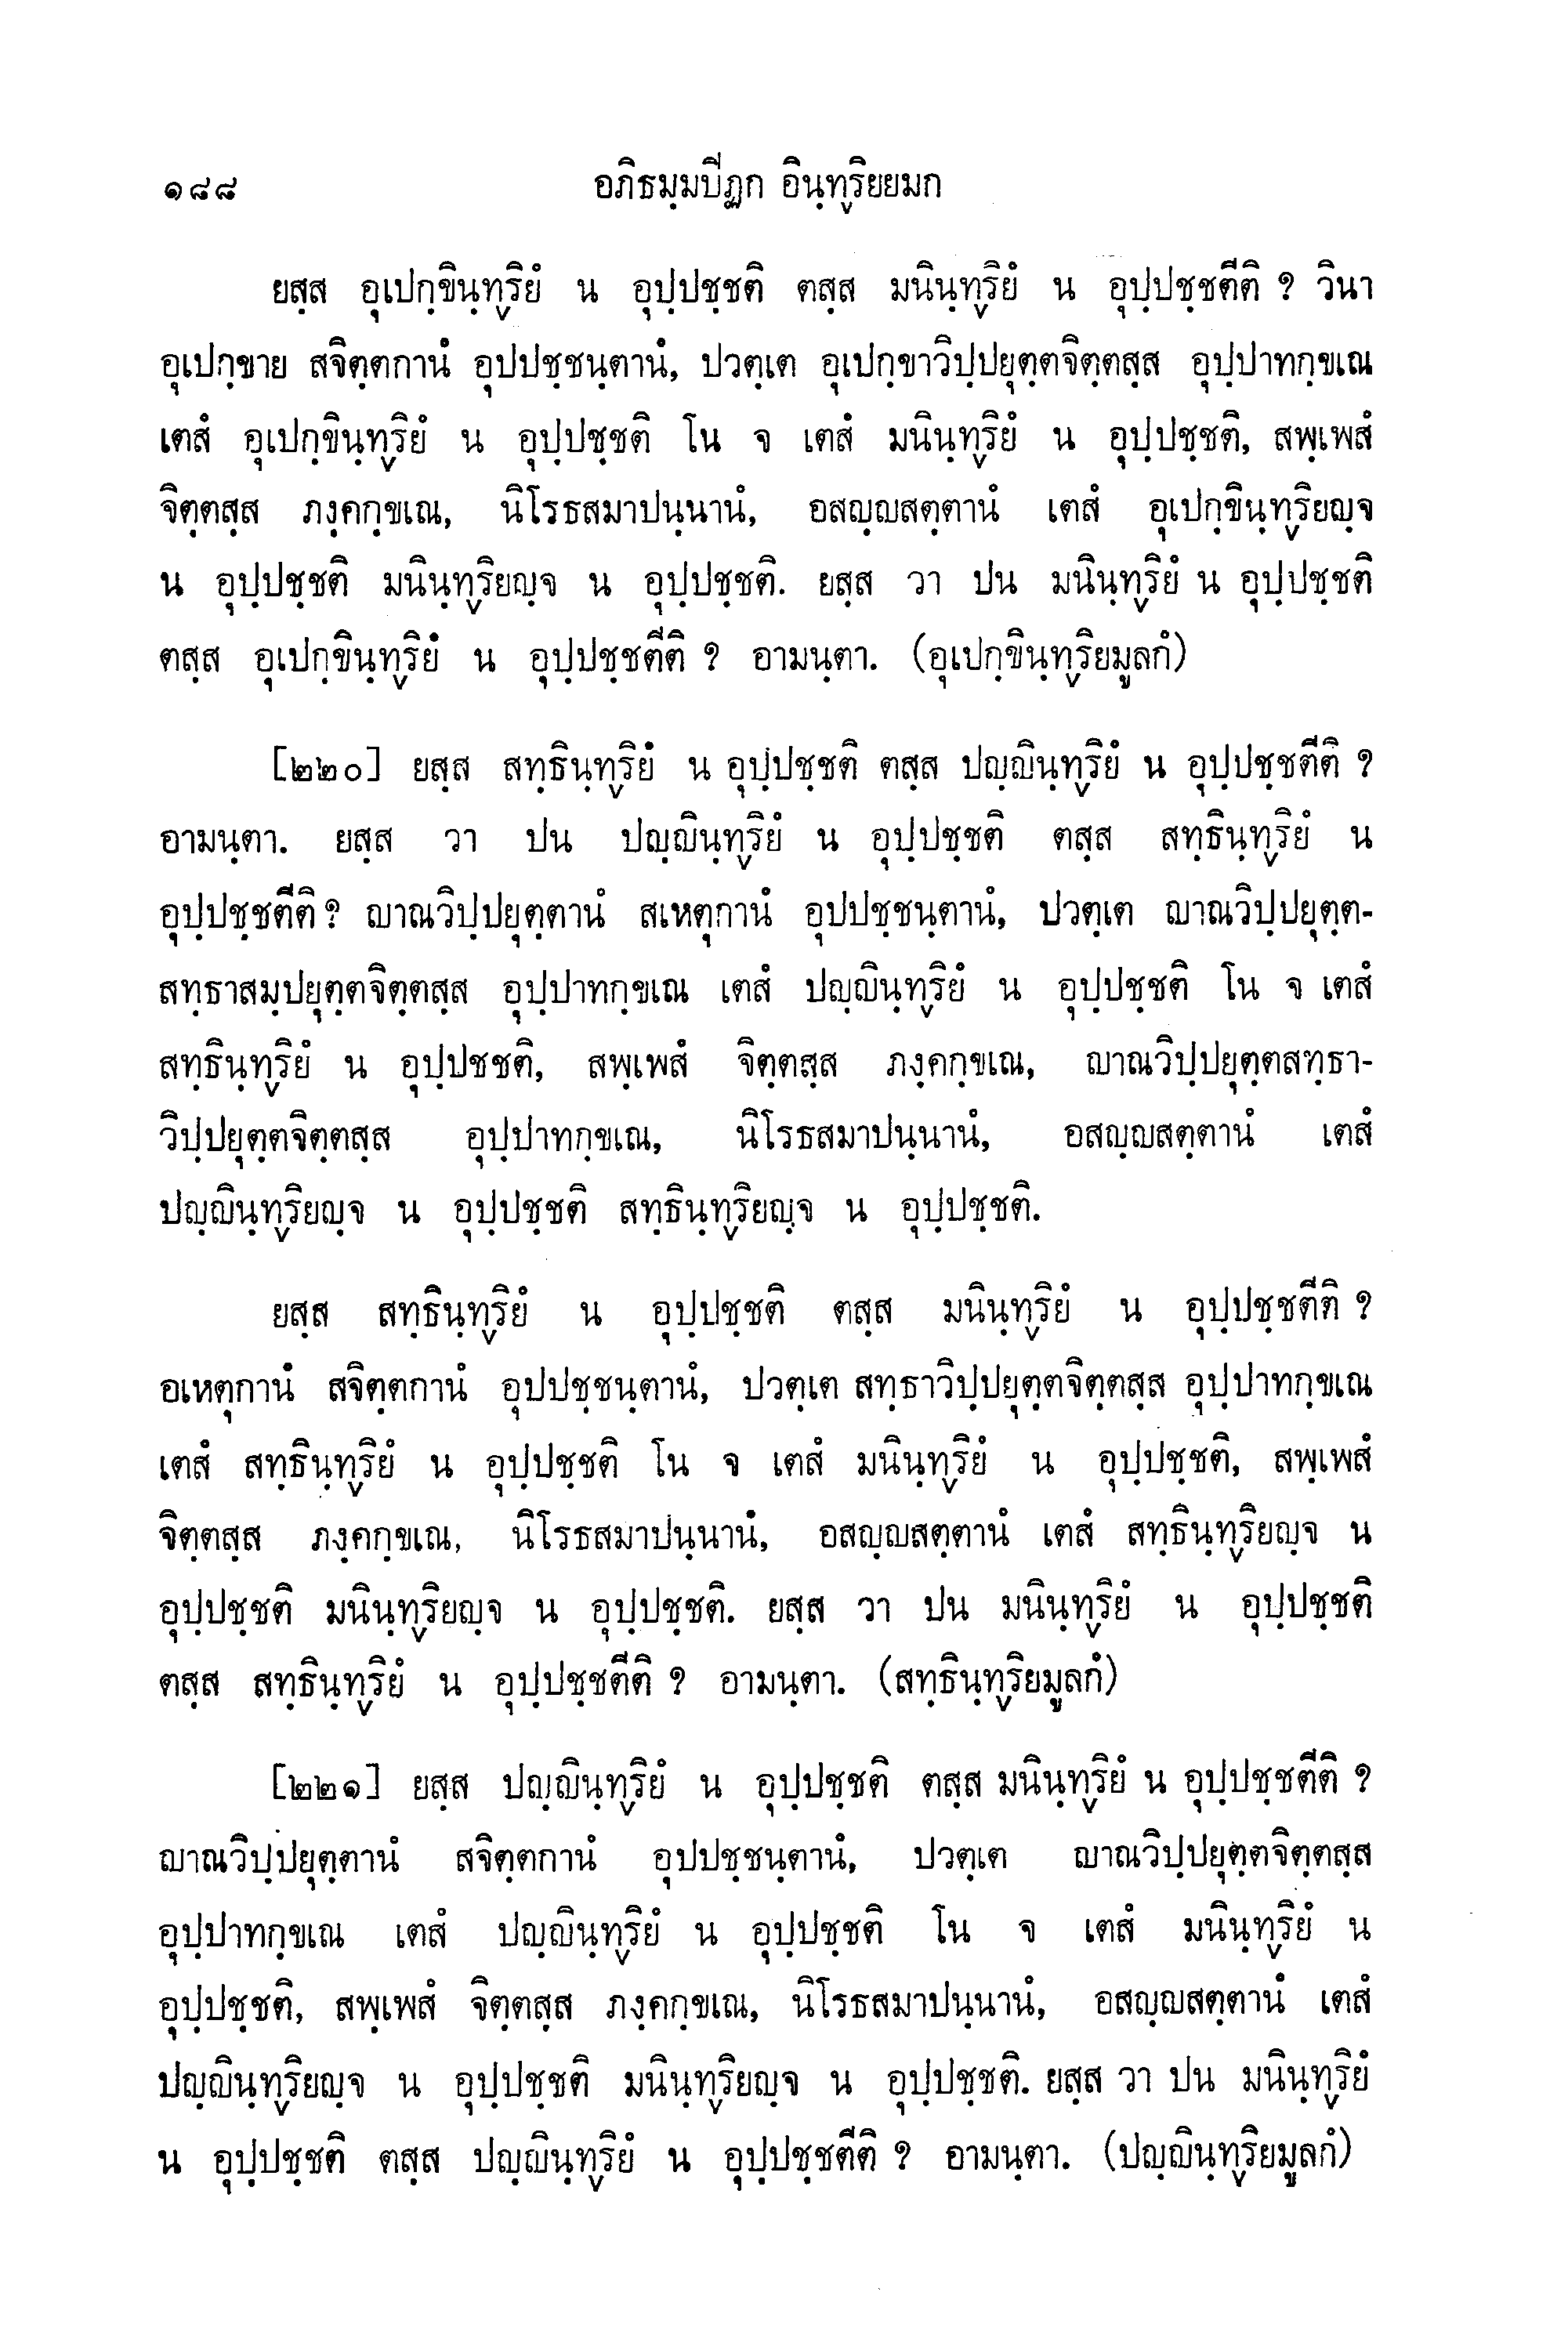 ๑๘๘ อภิธมฺมปิฏก อินฺทฺริยยมก
ยสฺส อุเปกฺขินฺทฺริยํ น อุปฺปชฺชติ ตสฺส มนินฺทฺริยํ น อุปฺปชฺชตีติ ? วินา
อุเปกฺขาย สจิตฺตกานํ อุปปชฺชนฺตานํ, ปวตฺเต อุเปกฺขาวิปฺปยุตฺตจิตฺตสฺส อุปฺปาทกฺขเณ
เตสํ อุเปกฺขินฺทฺริยํ น อุปฺปชฺชติ โน จ เตสํ มนินฺทฺริยํ น อุปฺปชฺชติ, สพฺเพสํ
จิตฺตสฺส ภงฺคกฺขเณ, นิโรธสมาปนฺนานํ, อสญฺญสตฺตานํ เตสํ อุเปกฺขินฺทฺริยญฺจ
น อุปฺปชฺชติ มนินฺทฺริยญฺจ น อุปฺปชฺชติ. ยสฺส วา ปน มนินฺทฺริยํ น อุปฺปชฺชติ
ตสฺส อุเปกฺขินฺทฺริยํ น อุปฺปชฺชตีติ ? อามนฺตา. (อุเปกฺขินฺทฺริยมูลกํ)
[๒๒๐] ยสฺส สทฺธินฺทฺริยํ น อุปฺปชฺชติ ตสฺส ปญฺญินฺทฺริยํ น อุปฺปชฺชตีติ ?
อามนฺตา. ยสฺส วา ปน ปญฺญินฺทฺริยํ น อุปฺปชฺชติ ตสฺส สทฺธินฺทฺริยํ น
อุปฺปชฺชตีติ ? ญาณวิปฺปยุตฺตานํ สเหตุกานํ อุปปชฺชนฺตานํ, ปวตฺเต ญาณวิปฺปยุตฺต-
สทฺธาสมฺปยุตฺตจิตฺตสฺส อุปฺปาทกฺขเณ เตสํ ปญฺญินฺทฺริยํ น อุปฺปชฺชติ โน จ เตสํ
สทฺธินฺทฺริยํ น อุปฺปชชติ, สพฺเพสํ จิตฺตสฺส ภงฺคกฺขเณ, ญาณวิปฺปยุตฺตสทฺธา-
วิปฺปยุตฺตจิตฺตสฺส อุปฺปาทกฺขเณ, นิโรธสมาปนฺนานํ, อสญฺญสตฺตานํ เตสํ
ปญฺญินฺทฺริยญฺจ น อุปฺปชฺชติ สทฺธินฺทฺริยญฺจ น อุปฺปชฺชติ.
ยสฺส สทฺธินฺทฺริยํ น อุปฺปชฺชติ ตสฺส มนินฺทฺริยํ น อุปฺปชฺชตีติ ?
อเหตุกานํ สจิตฺตกานํ อุปปชฺชนฺตานํ, ปวตฺเต สทฺธาวิปฺปยุตฺตจิตฺตสฺส อุปฺปาทกฺขเณ
เตสํ สทฺธินฺทฺริยํ น อุปฺปชฺชติ โน จ เตสํ มนินฺทฺริยํ น อุปฺปชฺชติ, สพฺเพสํ
จิตฺตสฺส ภงฺคกฺขเณ, นิโรธสมาปนฺนานํ, อสญฺญสตฺตานํ เตสํ สทฺธินฺทฺริยญฺจ น
อุปฺปชฺชติ มนินฺทฺริยญฺจ น อุปฺปชฺชติ. ยสฺส วา ปน มนินฺทฺริยํ น อุปฺปชฺชติ
ตสฺส สทฺธินฺทฺริยํ น อุปฺปชฺชตีติ ? อามนฺตา. (สทฺธินฺทฺริยมูลกํ)
[๒๒๑] ยสฺส ปญฺญินฺทฺริยํ น อุปฺปชฺชติ ตสฺส มนินฺทฺริยํ น อุปฺปชฺชตีติ ?
ญาณวิปฺปยุตฺตานํ สจิตฺตกานํ อุปปชฺชนฺตานํ, ปวตฺเต ญาณวิปฺปยุตฺตจิตฺตสฺส
อุปฺปาทกฺขเณ เตสํ ปญฺญินฺทฺริยํ น อุปฺปชฺชติ โน จ เตสํ มนินฺทฺริยํ น
อุปฺปชฺชติ, สพฺเพสํ จิตฺตสฺส ภงฺคกฺขเณ, นิโรธสมาปนฺนานํ, อสญฺญสตฺตานํ เตสํ
ปญฺญินฺทฺริยญฺจ น อุปฺปชฺชติ มนินฺทฺริยญฺจ น อุปฺปชฺชติ. ยสฺส วา ปน มนินฺทฺริยํ
น อุปฺปชฺชติ ตสฺส ปญฺญินฺทฺริยํ น อุปฺปชฺชตีติ ? อามนฺตา. (ปญฺญินฺทฺริยมูลกํ)